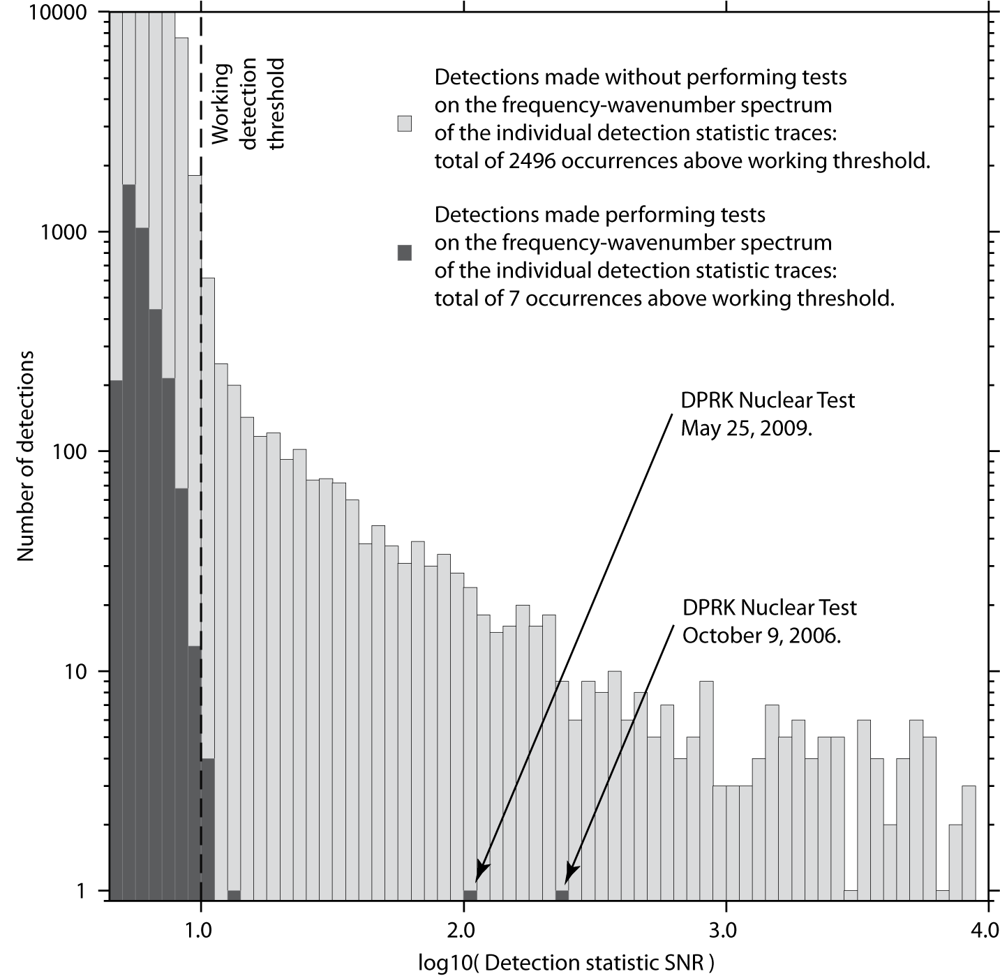 10000
1000
100
10
1
Number of detections
Working
detection
threshold
Detections made without performing tests
on the frequency-wavenumber spectrum
of the individual detection statistic traces:
total of 2496 occurrences above working threshold.
Detections made performing tests
on the frequency-wavenumber spectrum
of the individual detection statistic traces:
total of 7 occurrences above working threshold.
DPRK Nuclear Test
May 25, 2009.
DPRK Nuclear Test
October 9, 2006.
1.0
2.0
3.0
4.0
log10( Detection statistic SNR )